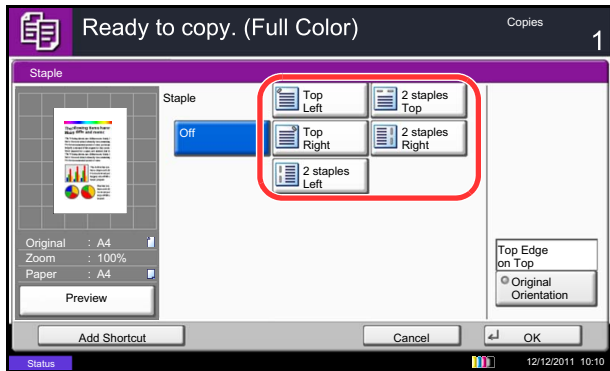 Ready to copy. (Full Color)
Copies
1
Staple
Staple
Off
Top
Left
2 staples
Top
Top
Right
2 staples
Right
2 staples
Left
Original : A4
Zoom : 100%
Paper : A4
Preview
Top Edge
on Top
Original
Orientation
Add Shortcut
Cancel
OK
Status
12/12/2011 10:10